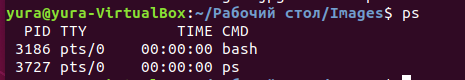 yura@yura-VirtualBox:~/Рабочий стол/Images$ ps
PID TTY TIME CMD
3186 pts/0 00:00:00 bash
3727 pts/0 00:00:00 ps